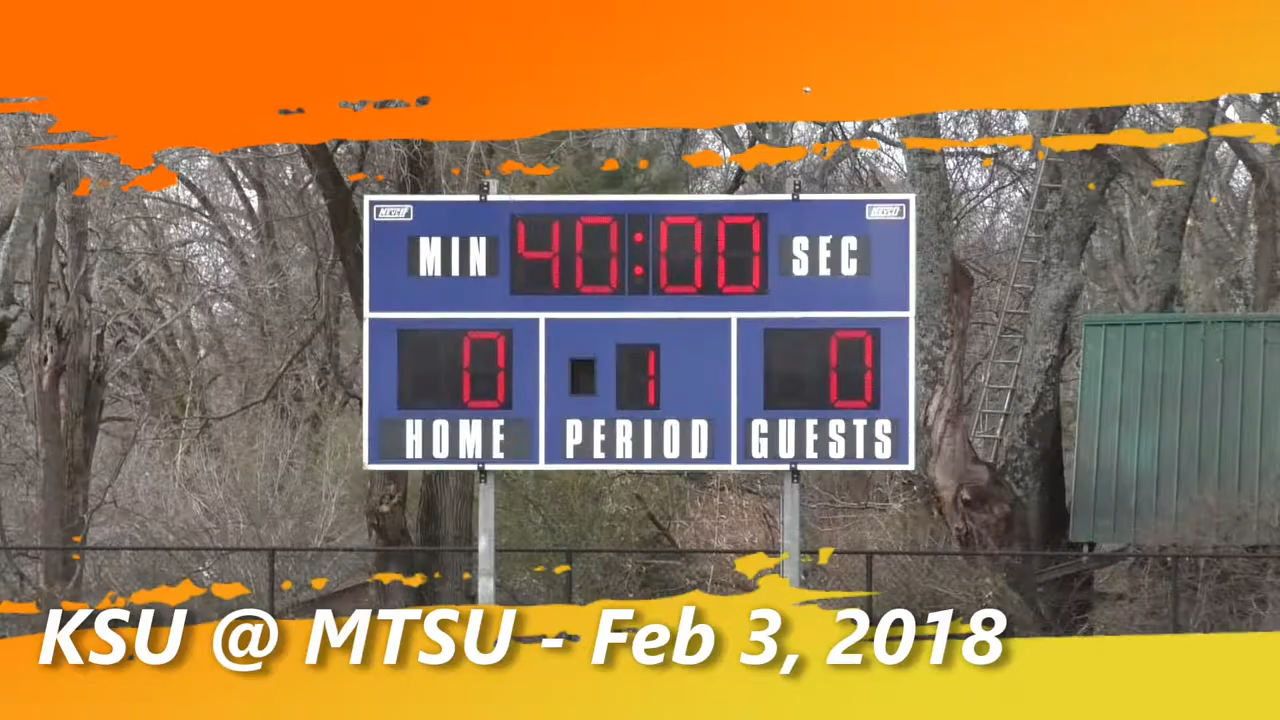 MIN 40:00 SEC
0 1 0
HOME PERIOD GUESTS
KSU @ MTSU - Feb 3, 2018